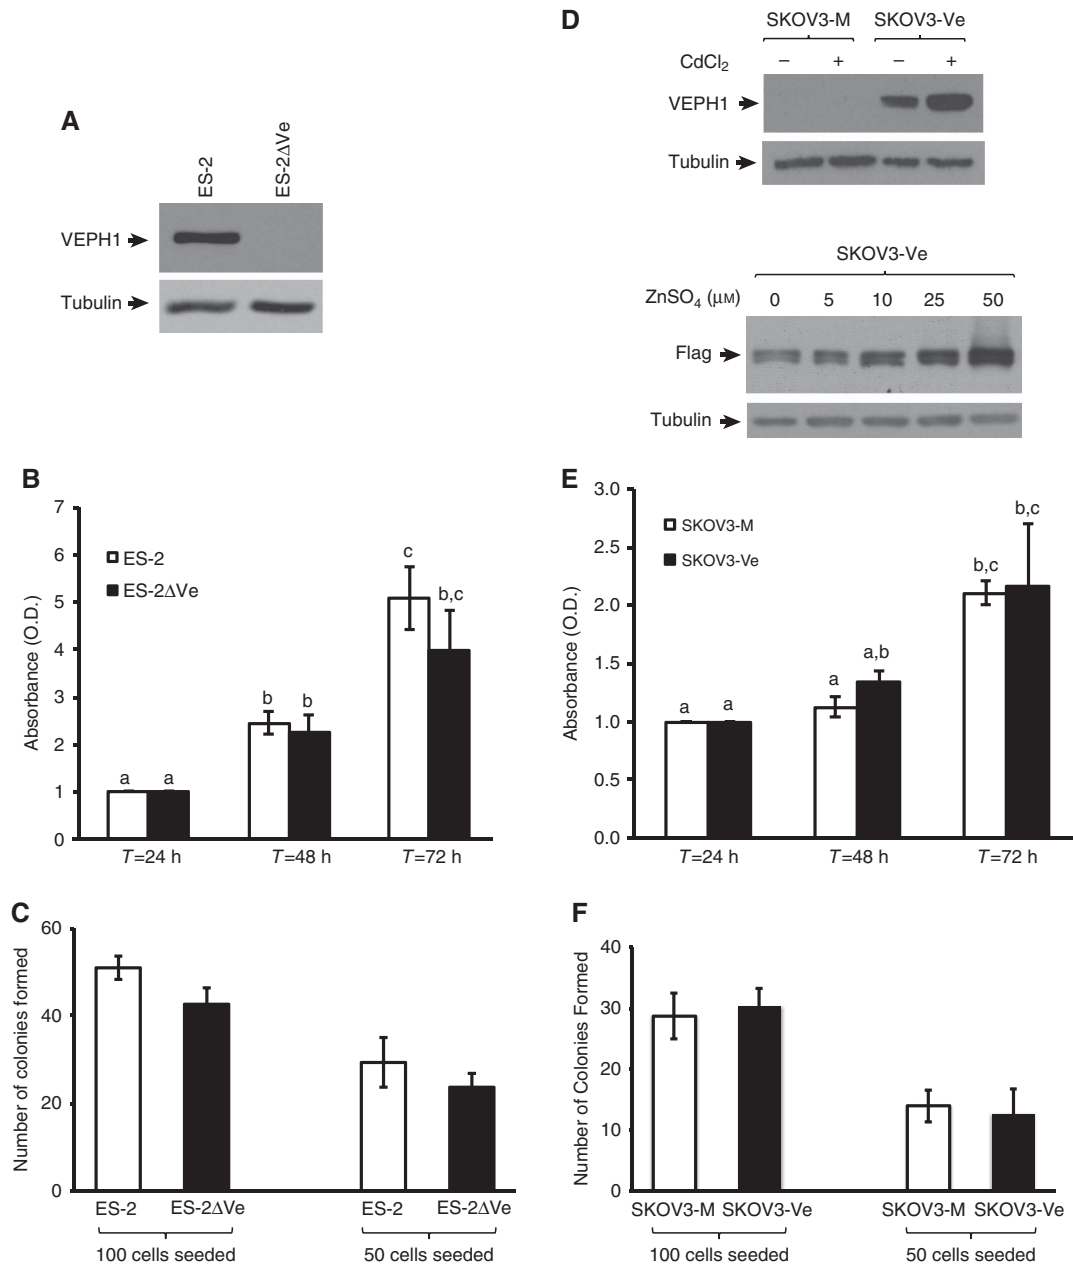 A
ES-2
ES-2ΔVe
VEPH1
Tubulin
B
7
6
5
4
3
2
1
0
Absorbance (O.D.)
ES-2
ES-2ΔVe
a
a
b
b
c
b,c
T=24 h
T=48 h
T=72 h
C
60
40
20
0
Number of colonies formed
ES-2
ES-2ΔVe
ES-2
ES-2ΔVe
100 cells seeded
50 cells seeded
D
SKOV3-M
SKOV3-Ve
CdCl₂
–
+
–
+
VEPH1
Tubulin
SKOV3-Ve
ZnSO₄ (μM)
0
5
10
25
50
Flag
Tubulin
E
3.0
2.5
2.0
1.5
1.0
0.5
0.0
Absorbance (O.D.)
SKOV3-M
SKOV3-Ve
a
a
a
a,b
b,c
b,c
T=24 h
T=48 h
T=72 h
F
40
30
20
10
0
Number of Colonies Formed
SKOV3-M
SKOV3-Ve
SKOV3-M
SKOV3-Ve
100 cells seeded
50 cells seeded